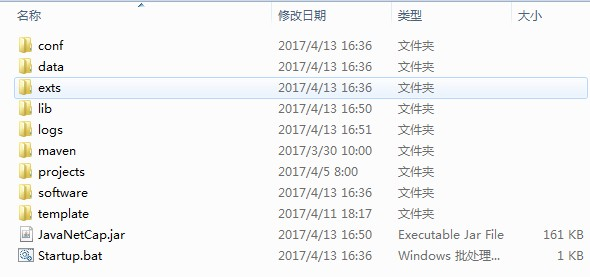 名称 修改日期 类型 大小
conf 2017/4/13 16:36 文件夹
data 2017/4/13 16:36 文件夹
exts 2017/4/13 16:36 文件夹
lib 2017/4/13 16:50 文件夹
logs 2017/4/13 16:51 文件夹
maven 2017/3/30 10:00 文件夹
projects 2017/4/5 8:00 文件夹
software 2017/4/13 16:36 文件夹
template 2017/4/11 18:17 文件夹
JavaNetCap.jar 2017/4/13 16:50 Executable Jar File 161 KB
Startup.bat 2017/4/13 16:36 Windows 批处理... 1 KB